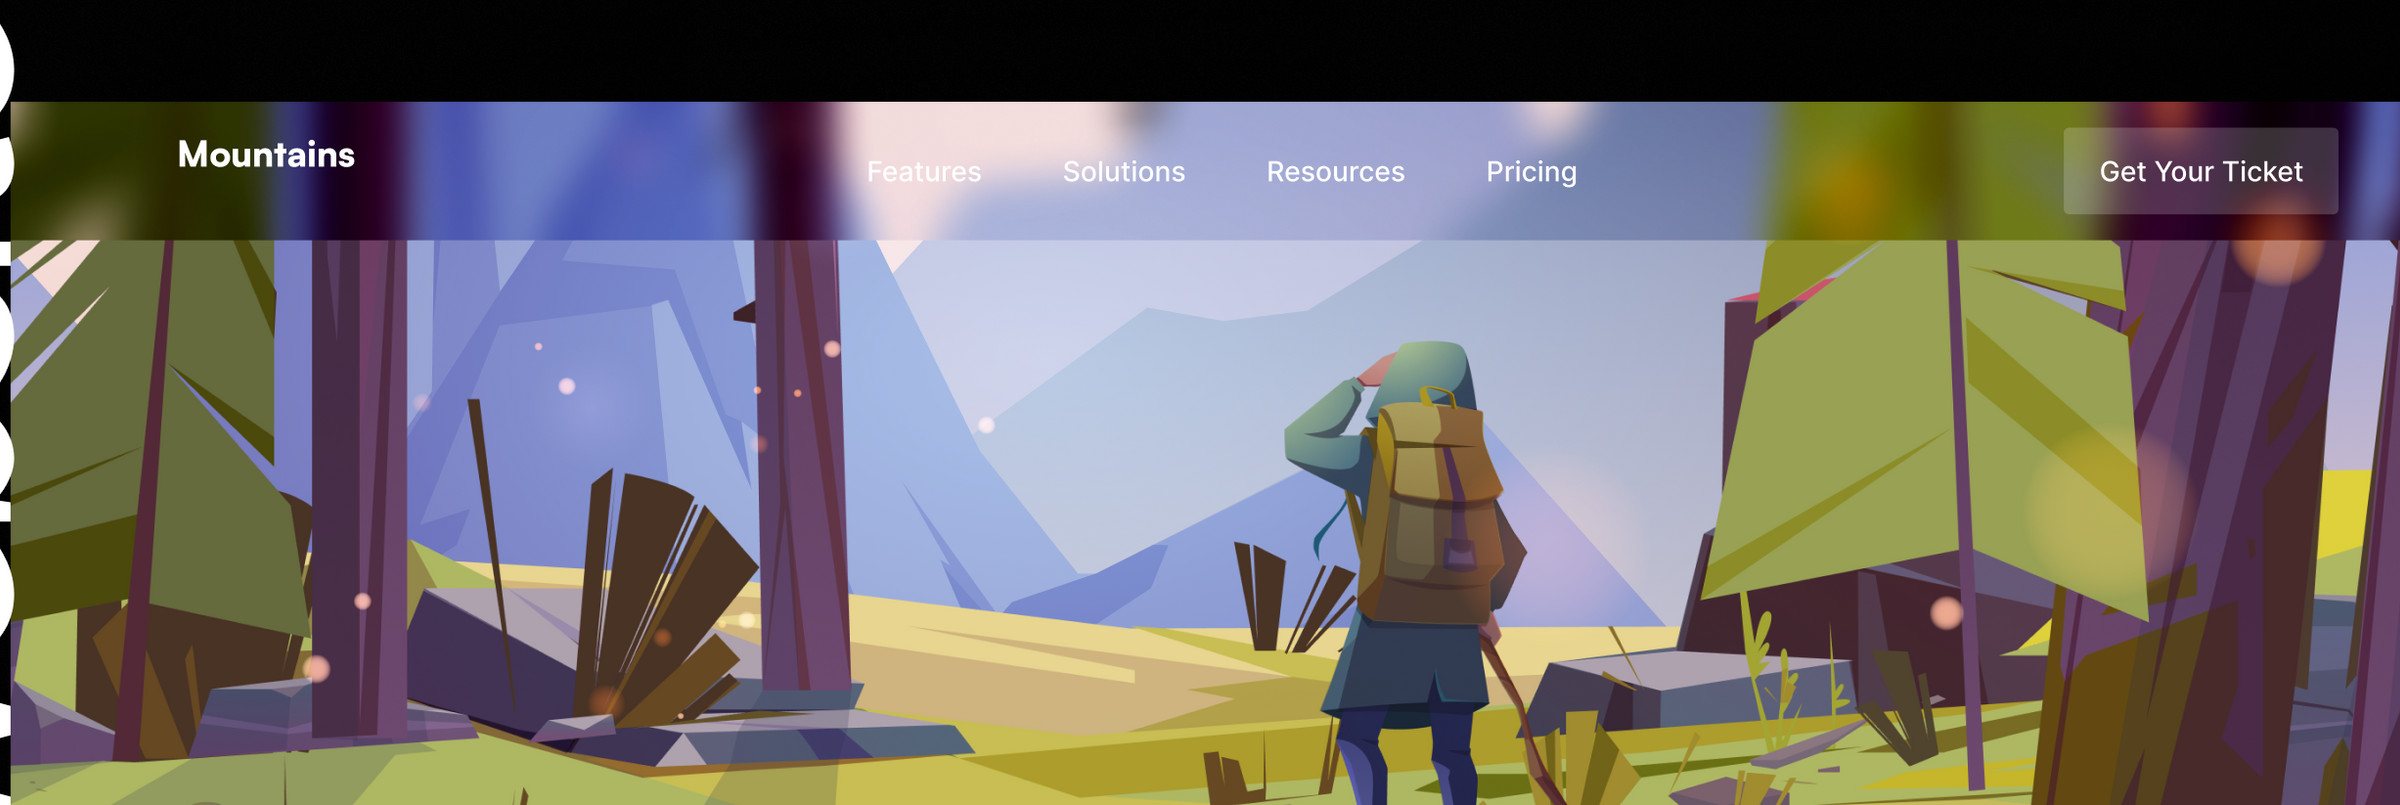 Mountains
Features
Solutions
Resources
Pricing
Get Your Ticket